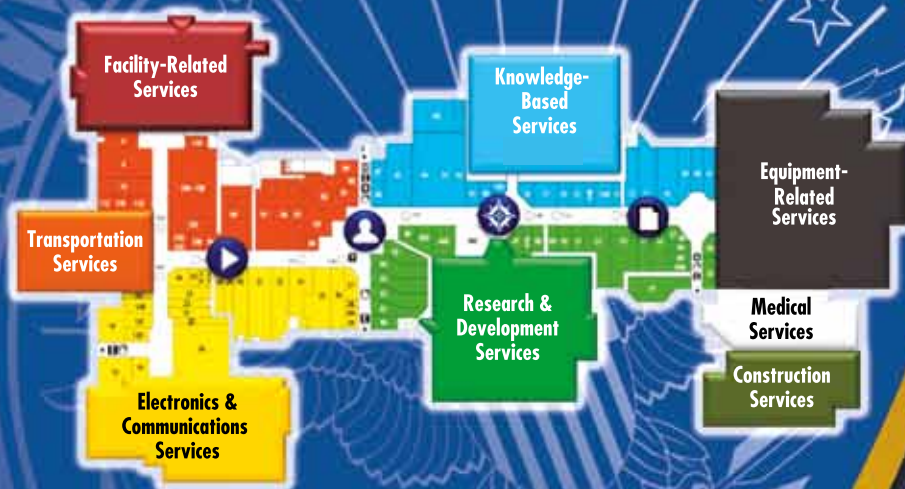 Facility-Related
Services
Knowledge-
Based
Services
Equipment-
Related
Services
Transportation
Services
Research &
Development
Services
Medical
Services
Construction
Services
Electronics &
Communications
Services